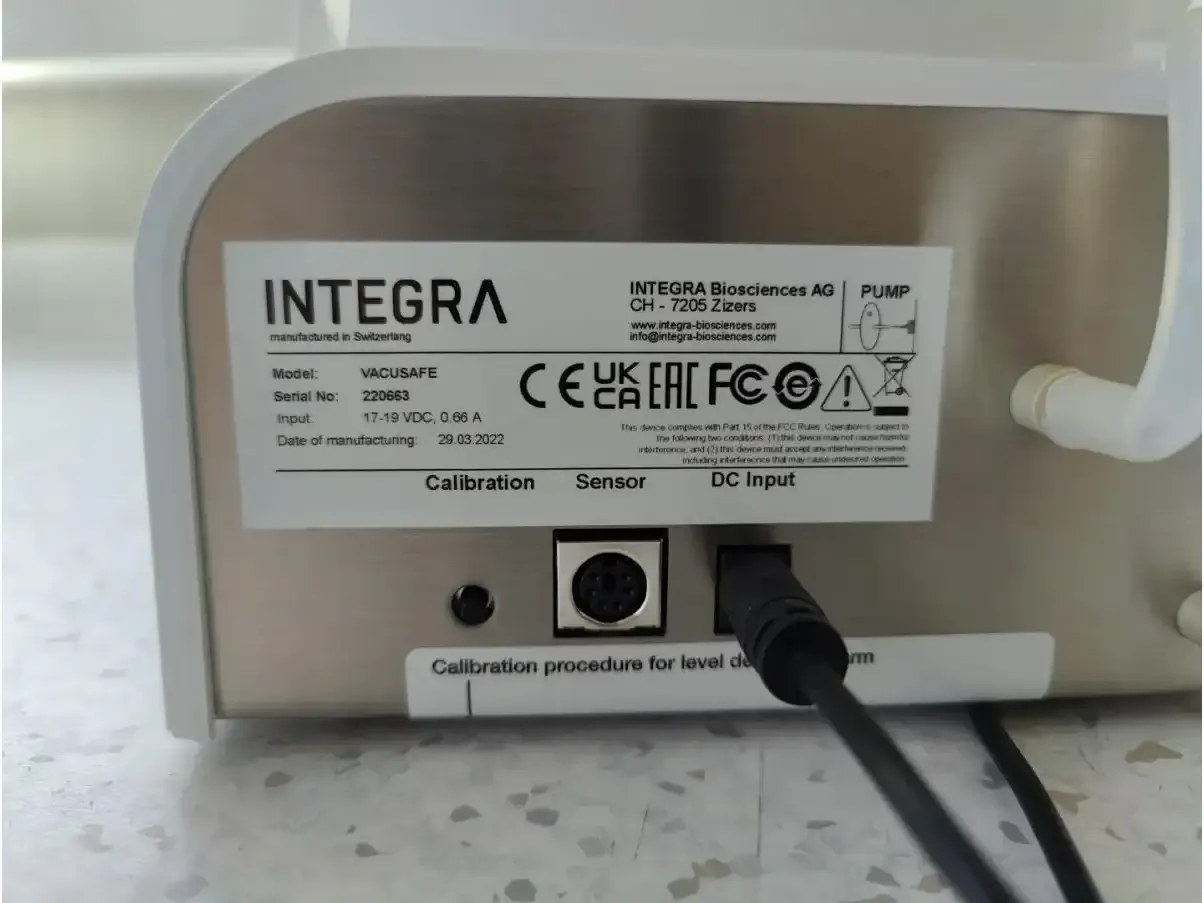 INTEGRA
manufactured in Switzerland
INTEGRA Biosciences AG
CH - 7205 Zizers
www.integra-biosciences.com
info@integra-biosciences.com
PUMP
Model: VACUSAFE
Serial No: 220663
Input: 17-19 VDC, 0.66 A
Date of manufacturing: 29.03.2022
CE UK CA EAC FC e
This device complies with Part 15 of the FCC Rules. Operation is subject to
the following two conditions: (1) this device may not cause harmful
interference, and (2) this device must accept any interference received,
including interference that may cause undesired operation.
Calibration Sensor DC Input
Calibration procedure for level